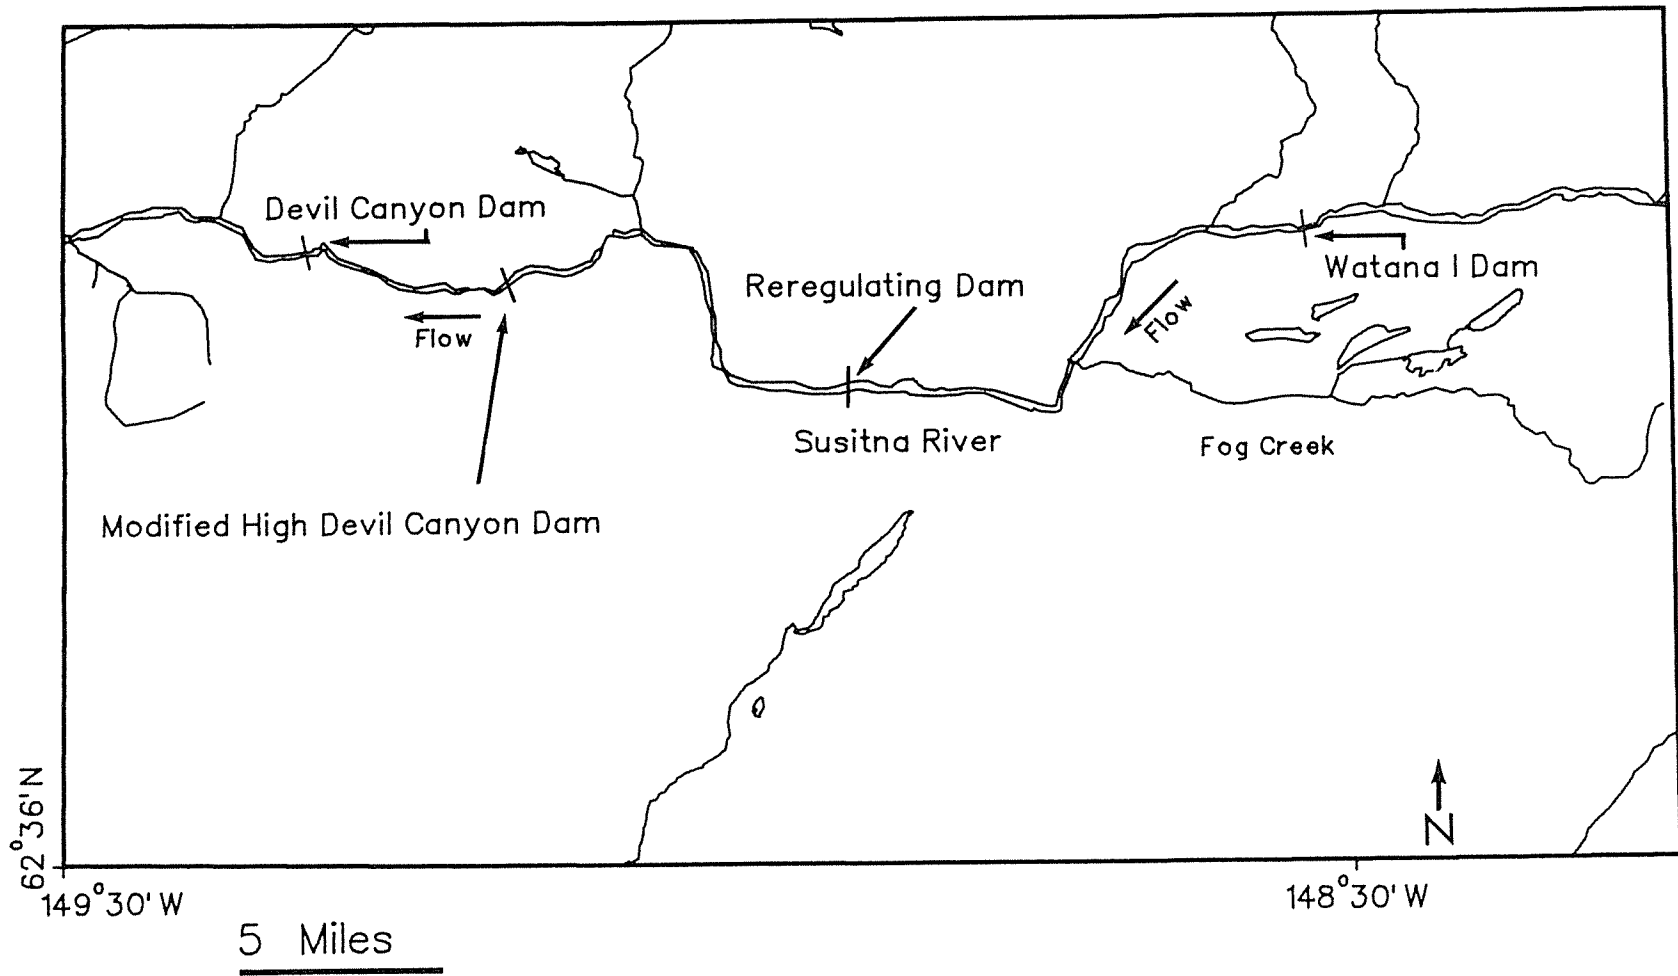 Devil Canyon Dam
Watana I Dam
Reregulating Dam
Flow
Flow
Susitna River
Fog Creek
Modified High Devil Canyon Dam
62°36'N
N
149°30'W
148°30'W
5 Miles